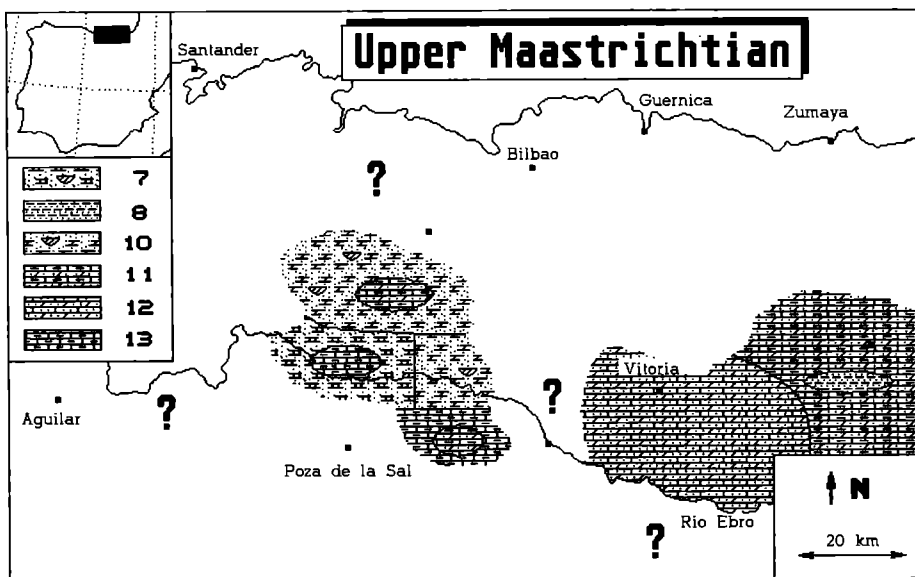 Upper Maastrichtian
Santander
Guernica
Zumaya
Bilbao
?
7
8
10
11
12
13
Vitoria
?
?
Aguilar
Poza de la Sal
N
Rio Ebro
?
20 km